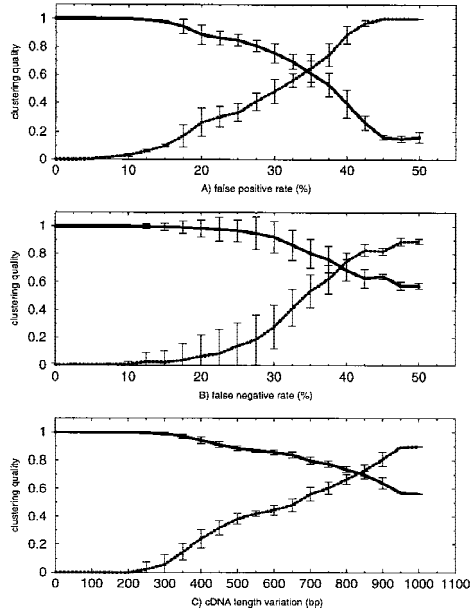 1
0.8
0.6
0.4
0.2
0
clustering quality
0 10 20 30 40 50
A) false positive rate (%)
1
0.8
0.6
0.4
0.2
0
clustering quality
0 10 20 30 40 50
B) false negative rate (%)
1
0.8
0.6
0.4
0.2
0
clustering quality
0 100 200 300 400 500 600 700 800 900 1000 1100
C) cDNA length variation (bp)